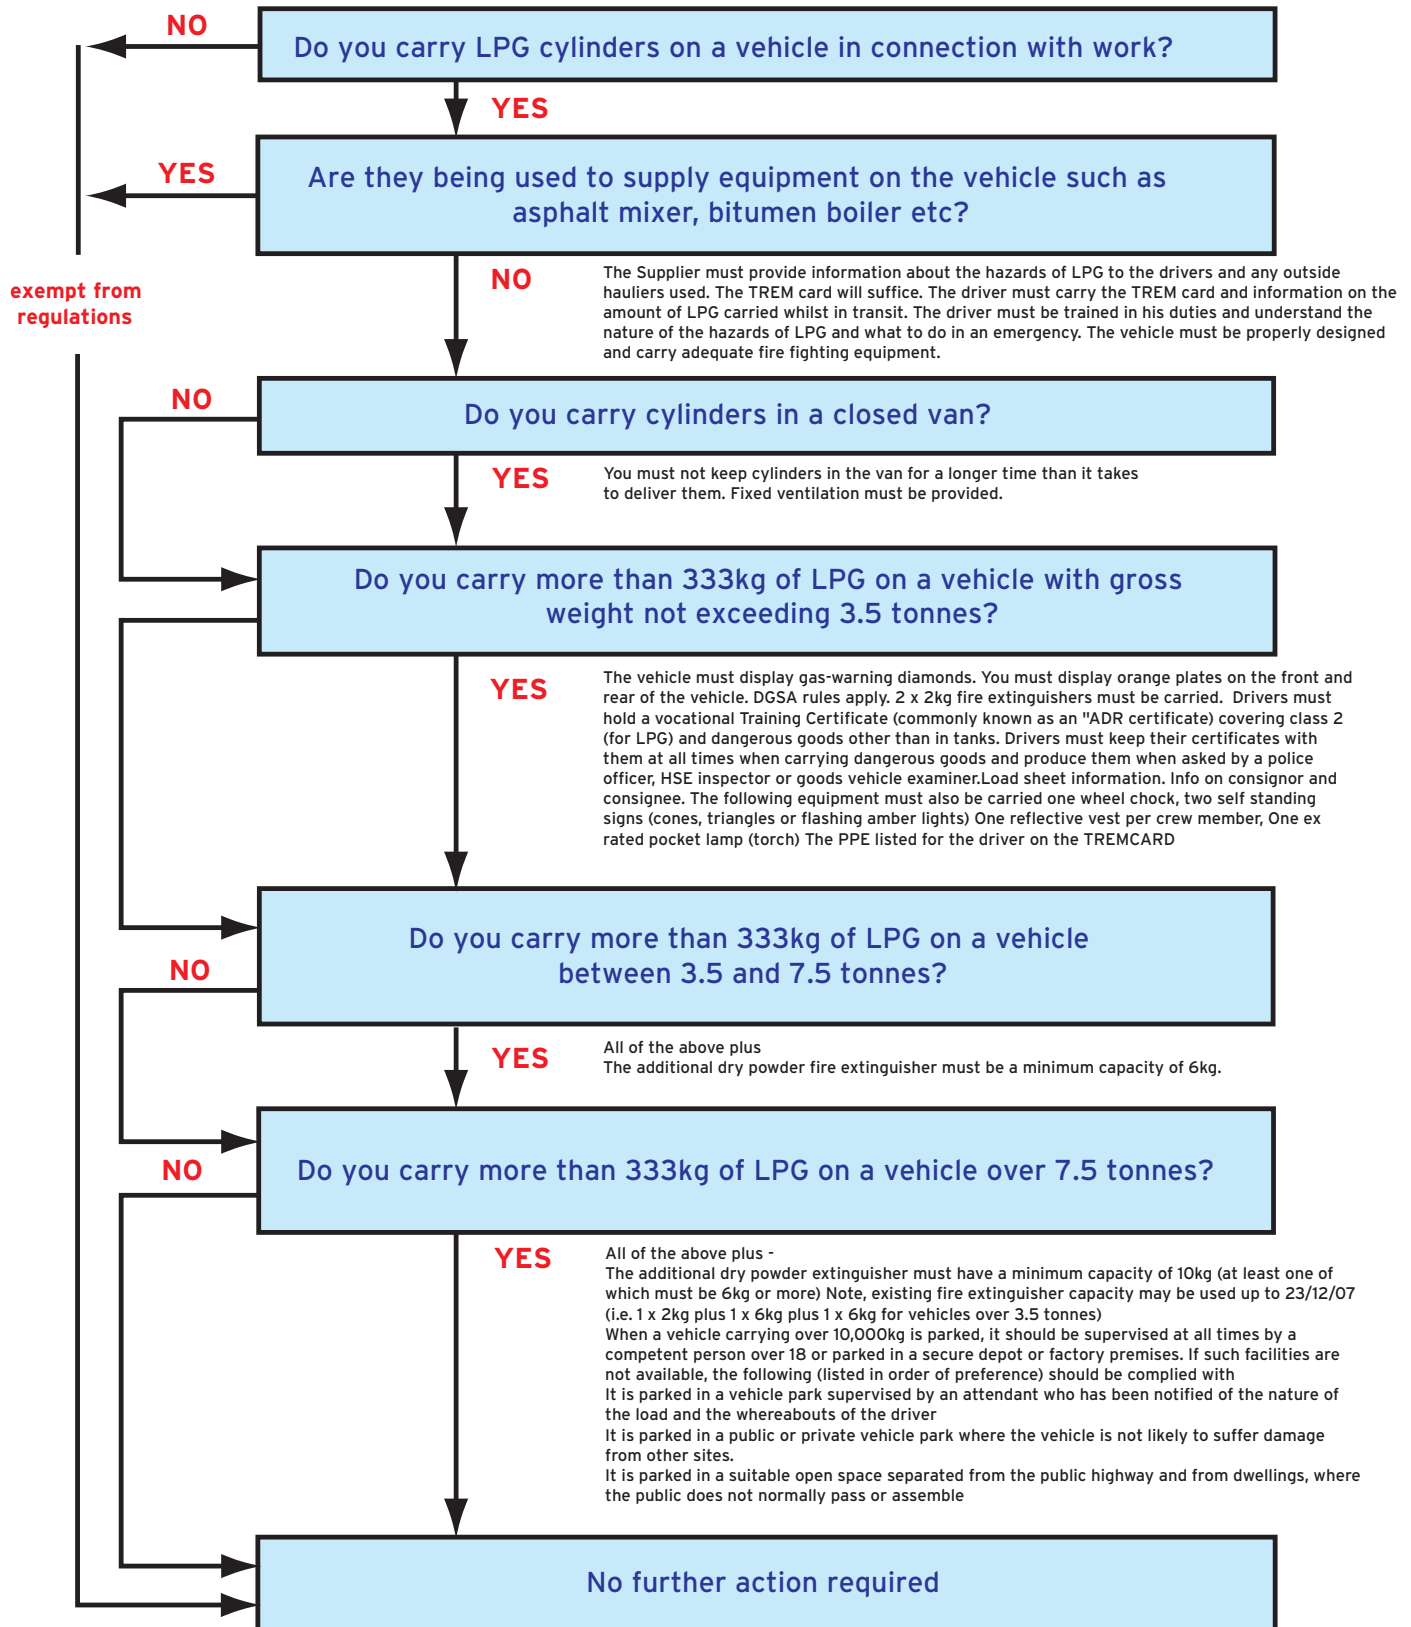 NO
Do you carry LPG cylinders on a vehicle in connection with work?
YES
YES
Are they being used to supply equipment on the vehicle such as
asphalt mixer, bitumen boiler etc?
exempt from
regulations
NO
The Supplier must provide information about the hazards of LPG to the drivers and any outside
hauliers used. The TREM card will suffice. The driver must carry the TREM card and information on the
amount of LPG carried whilst in transit. The driver must be trained in his duties and understand the
nature of the hazards of LPG and what to do in an emergency. The vehicle must be properly designed
and carry adequate fire fighting equipment.
NO
Do you carry cylinders in a closed van?
YES
You must not keep cylinders in the van for a longer time than it takes
to deliver them. Fixed ventilation must be provided.
Do you carry more than 333kg of LPG on a vehicle with gross
weight not exceeding 3.5 tonnes?
YES
The vehicle must display gas-warning diamonds. You must display orange plates on the front and
rear of the vehicle. DGSA rules apply. 2 x 2kg fire extinguishers must be carried. Drivers must
hold a vocational Training Certificate (commonly known as an "ADR certificate) covering class 2
(for LPG) and dangerous goods other than in tanks. Drivers must keep their certificates with
them at all times when carrying dangerous goods and produce them when asked by a police
officer, HSE inspector or goods vehicle examiner.Load sheet information. Info on consignor and
consignee. The following equipment must also be carried one wheel chock, two self standing
signs (cones, triangles or flashing amber lights) One reflective vest per crew member, One ex
rated pocket lamp (torch) The PPE listed for the driver on the TREMCARD
Do you carry more than 333kg of LPG on a vehicle
between 3.5 and 7.5 tonnes?
NO
YES
All of the above plus
The additional dry powder fire extinguisher must be a minimum capacity of 6kg.
Do you carry more than 333kg of LPG on a vehicle over 7.5 tonnes?
NO
YES
All of the above plus -
The additional dry powder extinguisher must have a minimum capacity of 10kg (at least one of
which must be 6kg or more) Note, existing fire extinguisher capacity may be used up to 23/12/07
(i.e. 1 x 2kg plus 1 x 6kg plus 1 x 6kg for vehicles over 3.5 tonnes)
When a vehicle carrying over 10,000kg is parked, it should be supervised at all times by a
competent person over 18 or parked in a secure depot or factory premises. If such facilities are
not available, the following (listed in order of preference) should be complied with
It is parked in a vehicle park supervised by an attendant who has been notified of the nature of
the load and the whereabouts of the driver
It is parked in a public or private vehicle park where the vehicle is not likely to suffer damage
from other sites.
It is parked in a suitable open space separated from the public highway and from dwellings, where
the public does not normally pass or assemble
No further action required